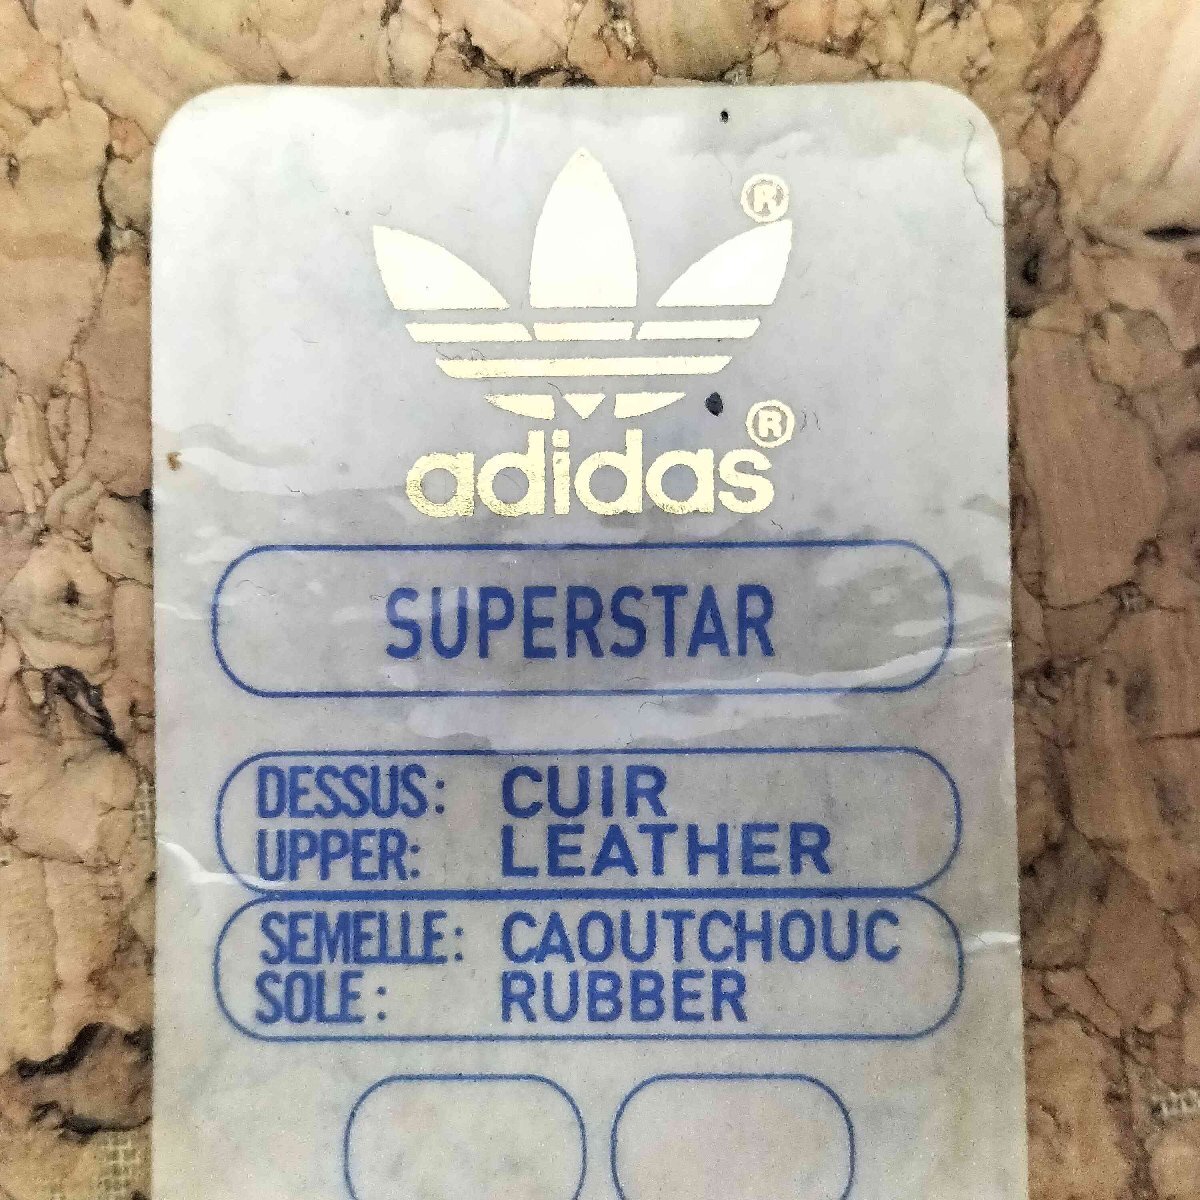 ®
adidas®
SUPERSTAR
DESSUS: CUIR
UPPER: LEATHER
SEMELLE: CAOUTCHOUC
SOLE: RUBBER